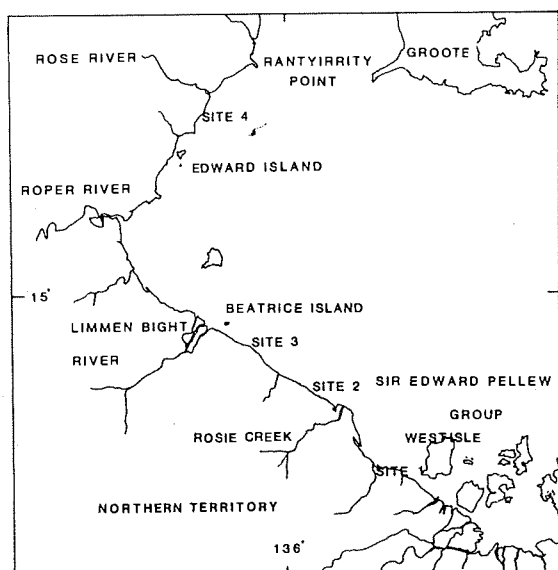 ROSE RIVER
RANTYIRRITY
POINT
GROOTE
SITE 4
EDWARD ISLAND
ROPER RIVER
15°
BEATRICE ISLAND
LIMMEN BIGHT
RIVER
SITE 3
SITE 2
SIR EDWARD PELLEW
GROUP
ROSIE CREEK
WEST ISLE
SITE
NORTHERN TERRITORY
136°